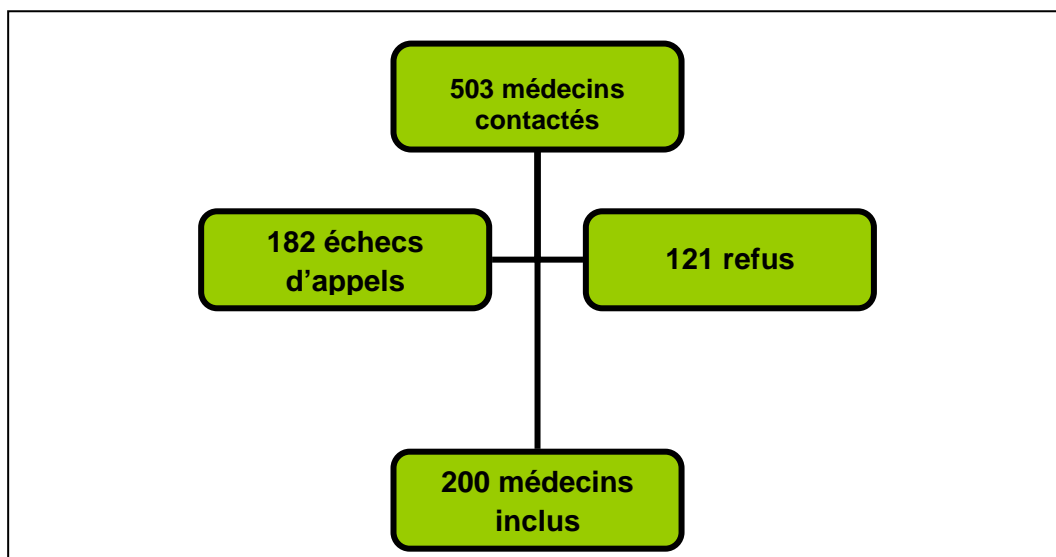 503 médecins
contactés
182 échecs
d’appels
121 refus
200 médecins
inclus